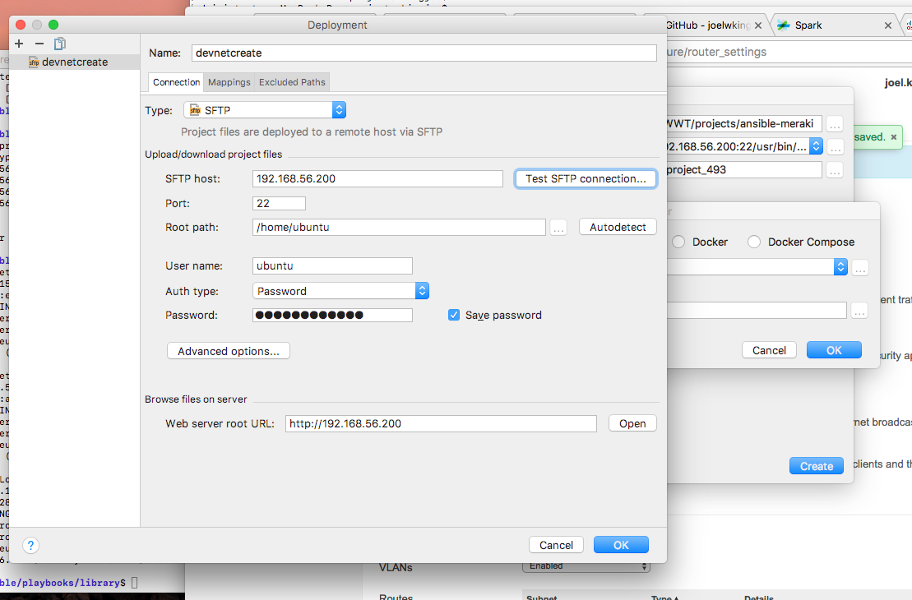 Deployment
devnetcreate
Name: devnetcreate
Connection Mappings Excluded Paths
Type: SFTP
Project files are deployed to a remote host via SFTP
Upload/download project files
SFTP host: 192.168.56.200 Test SFTP connection...
Port: 22
Root path: /home/ubuntu ... Autodetect
User name: ubuntu
Auth type: Password
Password: ●●●●●●●●●●●● Save password
Advanced options...
Browse files on server
Web server root URL: http://192.168.56.200 Open
? Cancel OK
GitHub - joelwking Spark
ure/router_settings
joel.k
WWT/projects/ansible-meraki ...
saved. ×
92.168.56.200:22/usr/bin/... ...
project_493 ...
Docker Docker Compose
...
...
Cancel OK
ent traf
curity ap
rnet broadcas
clients and th
Create
VLANs Enabled
Routes Subnet Type Details
ble/playbooks/library$